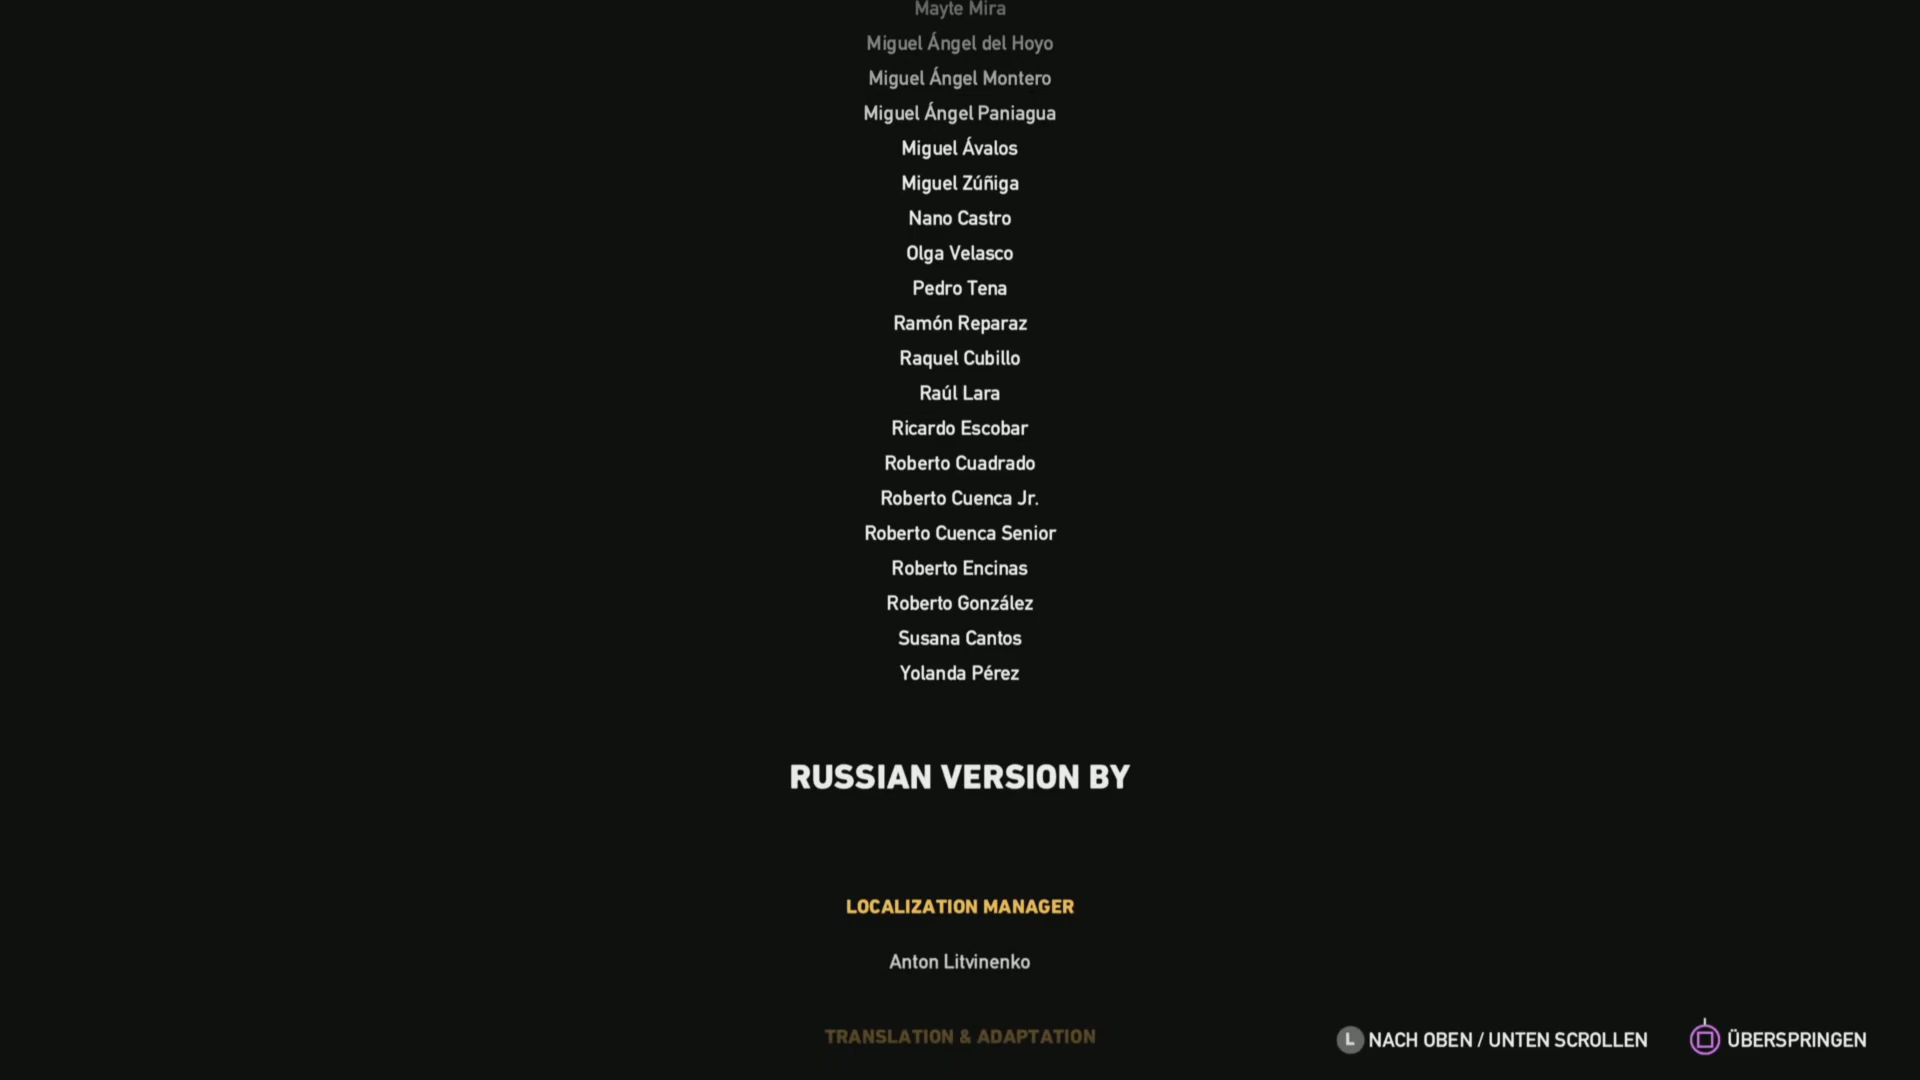 Mayte Mira
Miguel Ángel del Hoyo
Miguel Ángel Montero
Miguel Ángel Paniagua
Miguel Ávalos
Miguel Zúñiga
Nano Castro
Olga Velasco
Pedro Tena
Ramón Reparaz
Raquel Cubillo
Raúl Lara
Ricardo Escobar
Roberto Cuadrado
Roberto Cuenca Jr.
Roberto Cuenca Senior
Roberto Encinas
Roberto González
Susana Cantos
Yolanda Pérez
RUSSIAN VERSION BY
LOCALIZATION MANAGER
Anton Litvinenko
TRANSLATION & ADAPTATION
L NACH OBEN / UNTEN SCROLLEN
ÜBERSPRINGEN